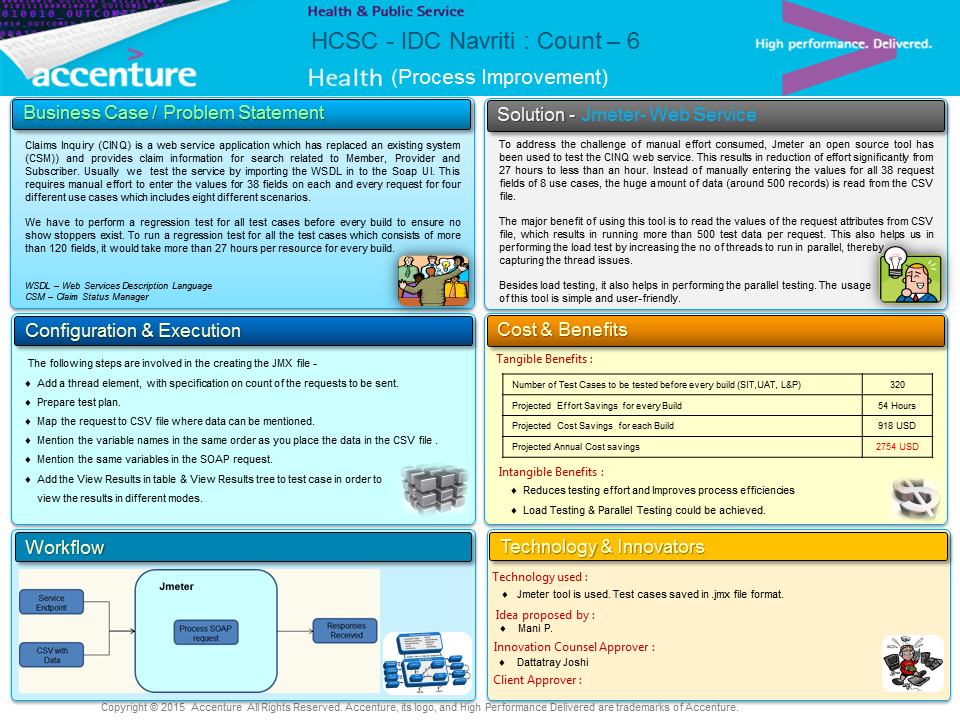 Health & Public Service
HCSC - IDC Navriti : Count – 6
High performance. Delivered.
accenture
Health (Process Improvement)
Business Case / Problem Statement
Claims Inquiry (CINQ) is a web service application which has replaced an existing system
(CSM)) and provides claim information for search related to Member, Provider and
Subscriber. Usually we test the service by importing the WSDL in to the Soap UI. This
requires manual effort to enter the values for 38 fields on each and every request for four
different use cases which includes eight different scenarios.
We have to perform a regression test for all test cases before every build to ensure no
show stoppers exist. To run a regression test for all the test cases which consists of more
than 120 fields, it would take more than 27 hours per resource for every build.
WSDL – Web Services Description Language
CSM – Claim Status Manager
Solution - Jmeter- Web Service
To address the challenge of manual effort consumed, Jmeter an open source tool has
been used to test the CINQ web service. This results in reduction of effort significantly from
27 hours to less than an hour. Instead of manually entering the values for all 38 request
fields of 8 use cases, the huge amount of data (around 500 records) is read from the CSV
file.
The major benefit of using this tool is to read the values of the request attributes from CSV
file, which results in running more than 500 test data per request. This also helps us in
performing the load test by increasing the no of threads to run in parallel, thereby
capturing the thread issues.
Besides load testing, it also helps in performing the parallel testing. The usage
of this tool is simple and user-friendly.
Configuration & Execution
The following steps are involved in the creating the JMX file -
♦ Add a thread element, with specification on count of the requests to be sent.
♦ Prepare test plan.
♦ Map the request to CSV file where data can be mentioned.
♦ Mention the variable names in the same order as you place the data in the CSV file .
♦ Mention the same variables in the SOAP request.
♦ Add the View Results in table & View Results tree to test case in order to
view the results in different modes.
Cost & Benefits
Tangible Benefits :
Number of Test Cases to be tested before every build (SIT,UAT, L&P) 320
Projected Effort Savings for every Build 54 Hours
Projected Cost Savings for each Build 918 USD
Projected Annual Cost savings 2754 USD
Intangible Benefits :
♦ Reduces testing effort and Improves process efficiencies
♦ Load Testing & Parallel Testing could be achieved.
Workflow
Jmeter
Service
Endpoint
CSV with
Data
Process SOAP
request
Responses
Received
Technology & Innovators
Technology used :
♦ Jmeter tool is used. Test cases saved in .jmx file format.
Idea proposed by :
♦ Mani P.
Innovation Counsel Approver :
♦ Dattatray Joshi
Client Approver :
Copyright © 2015 Accenture All Rights Reserved. Accenture, its logo, and High Performance Delivered are trademarks of Accenture.